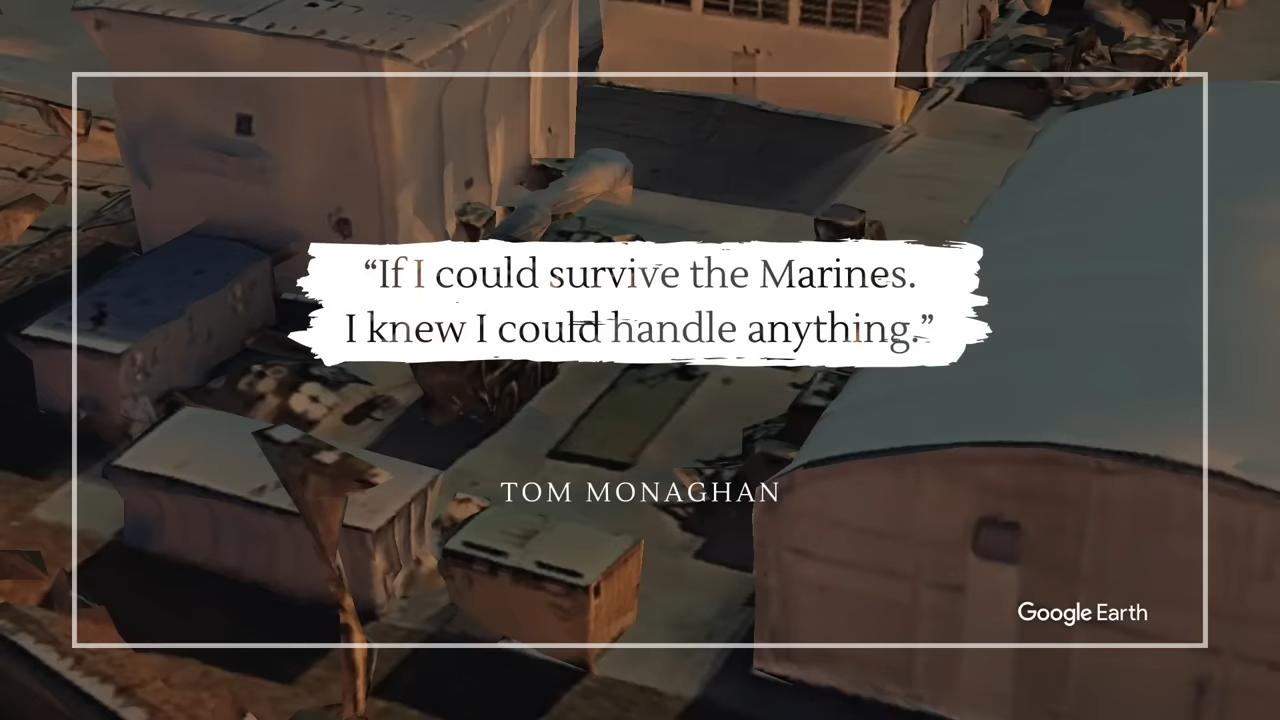 “If I could survive the Marines.
I knew I could handle anything.”
TOM MONAGHAN
Google Earth